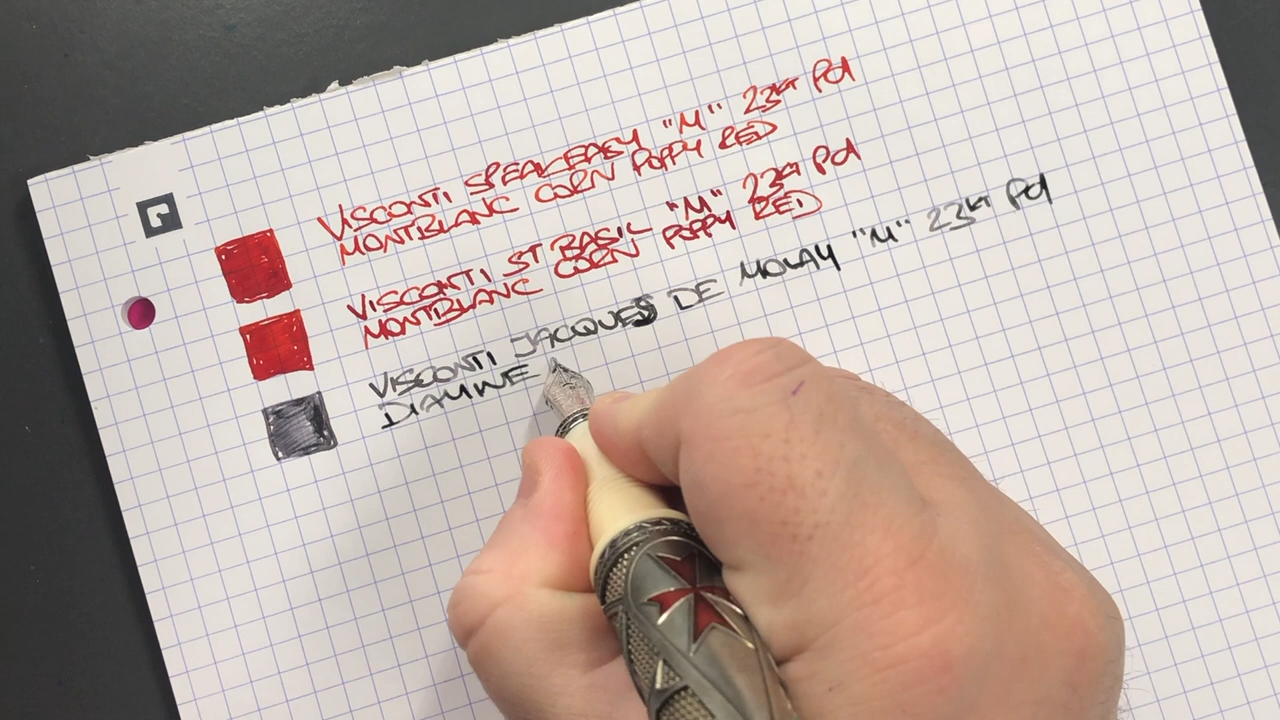 VISCONTI SPEAKEASY "M" 23KT Pd
MONTBLANC CORN POPPY RED
VISCONTI ST BASIL "M" 23KT Pd
MONTBLANC CORN POPPY RED
VISCONTI JACQUES DE MOLAY "M" 23KT Pd
DIAMINE